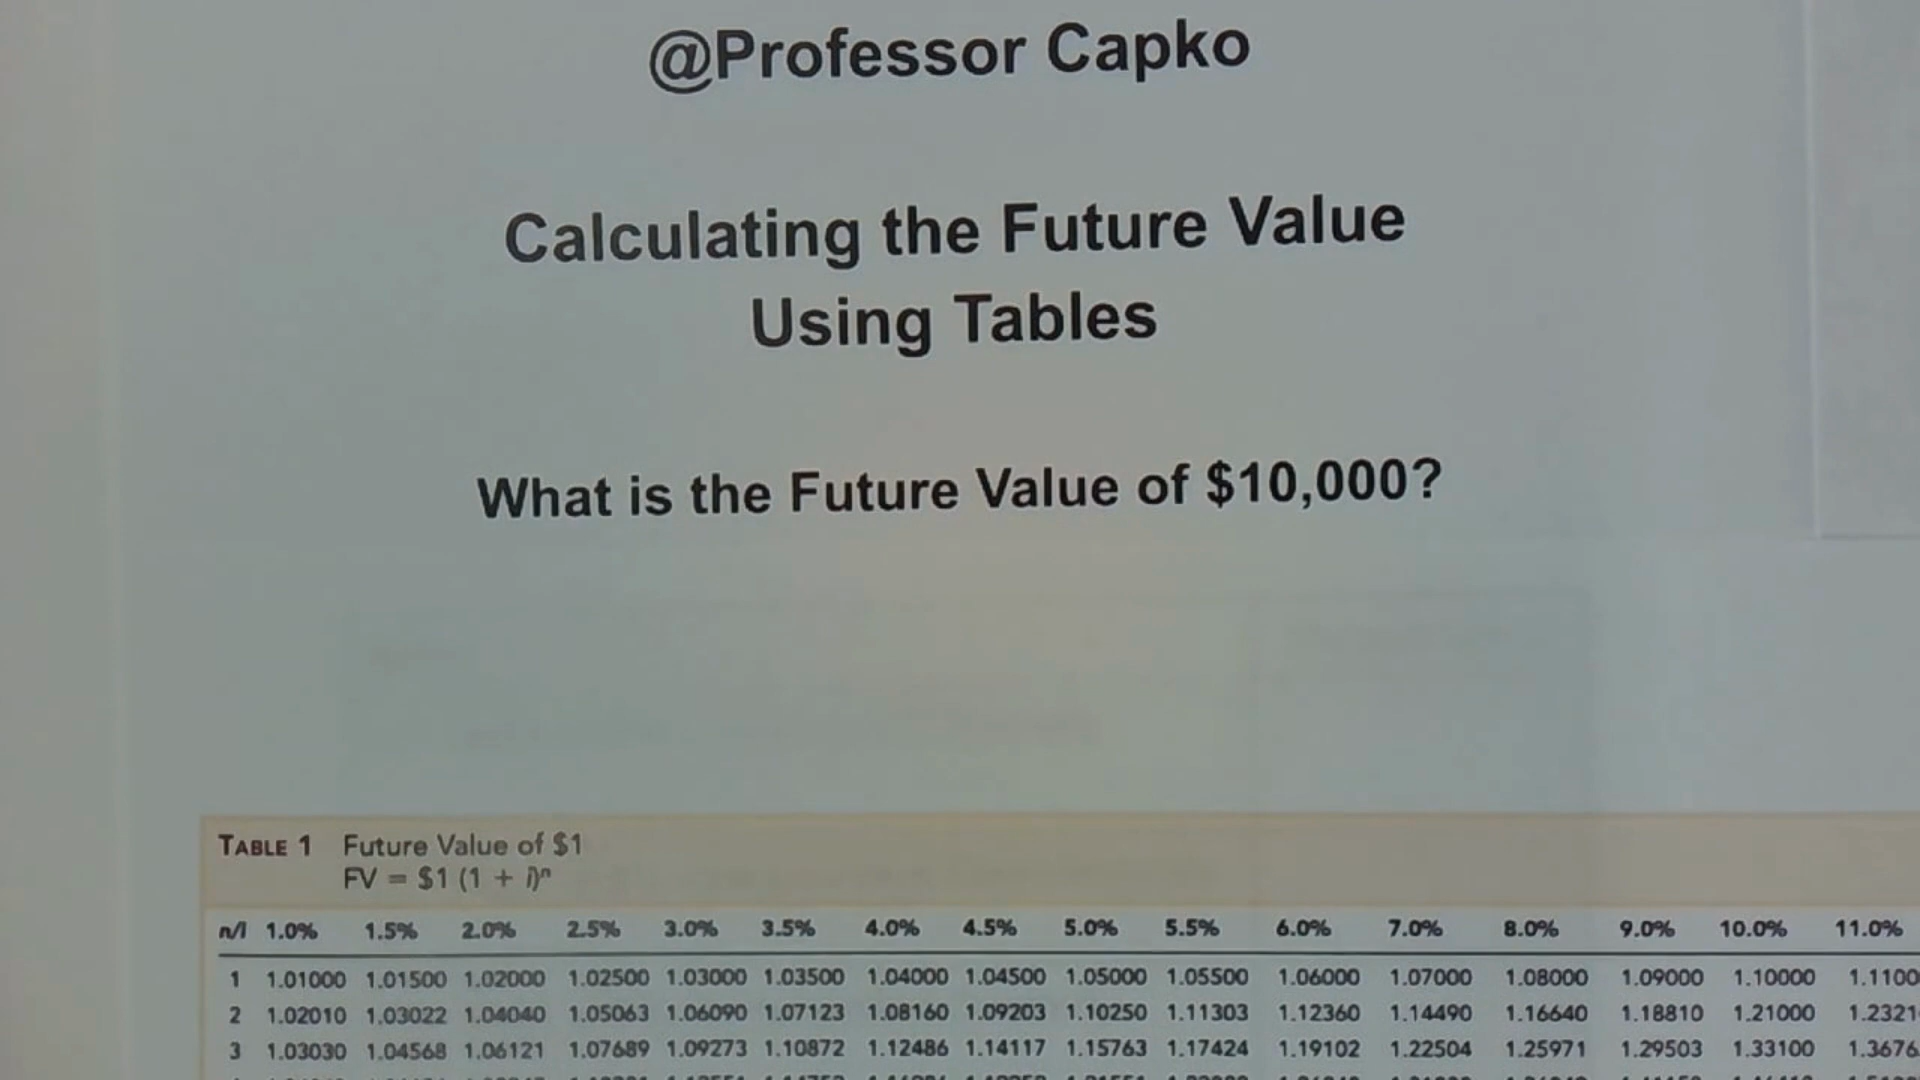 @Professor Capko
Calculating the Future Value
Using Tables
What is the Future Value of $10,000?
TABLE 1 Future Value of $1
FV = $1 (1 + i)ⁿ
n/I 1.0% 1.5% 2.0% 2.5% 3.0% 3.5% 4.0% 4.5% 5.0% 5.5% 6.0% 7.0% 8.0% 9.0% 10.0% 11.0%
1 1.01000 1.01500 1.02000 1.02500 1.03000 1.03500 1.04000 1.04500 1.05000 1.05500 1.06000 1.07000 1.08000 1.09000 1.10000 1.1100
2 1.02010 1.03022 1.04040 1.05063 1.06090 1.07123 1.08160 1.09203 1.10250 1.11303 1.12360 1.14490 1.16640 1.18810 1.21000 1.2321
3 1.03030 1.04568 1.06121 1.07689 1.09273 1.10872 1.12486 1.14117 1.15763 1.17424 1.19102 1.22504 1.25971 1.29503 1.33100 1.3676